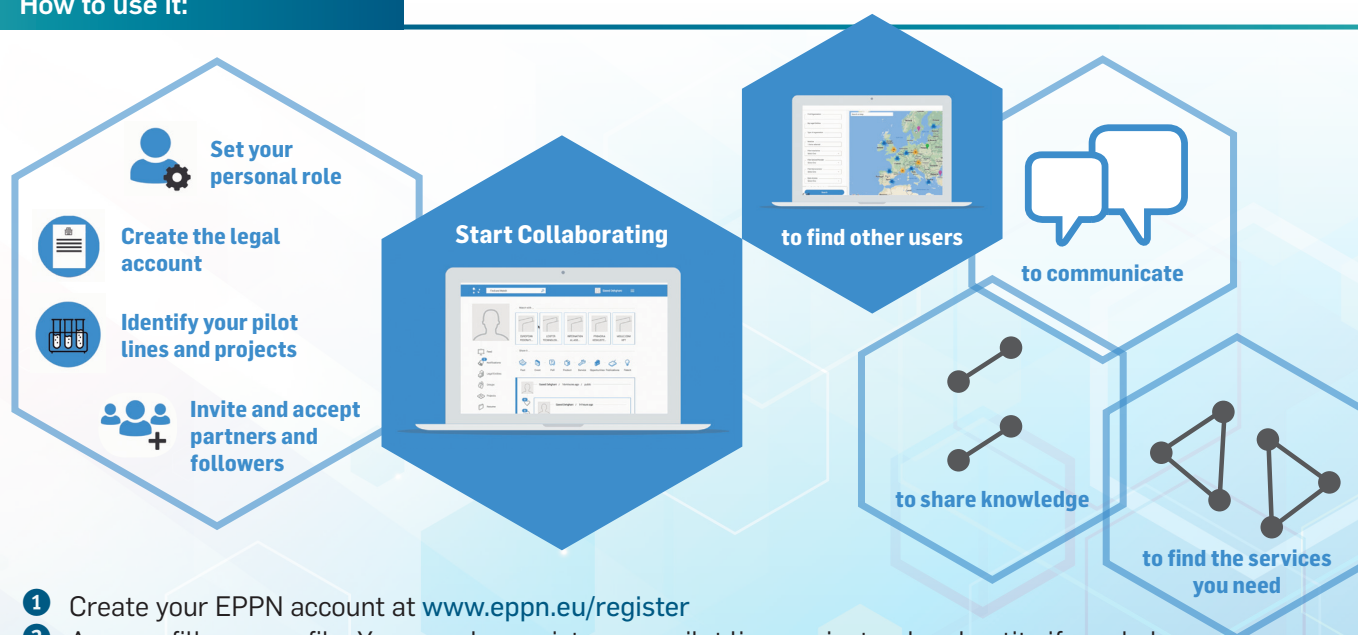 How to use it:
Set your
personal role
Create the legal
account
Identify your pilot
lines and projects
Invite and accept
partners and
followers
Start Collaborating
to find other users
to communicate
to share knowledge
to find the services
you need
1 Create your EPPN account at www.eppn.eu/register